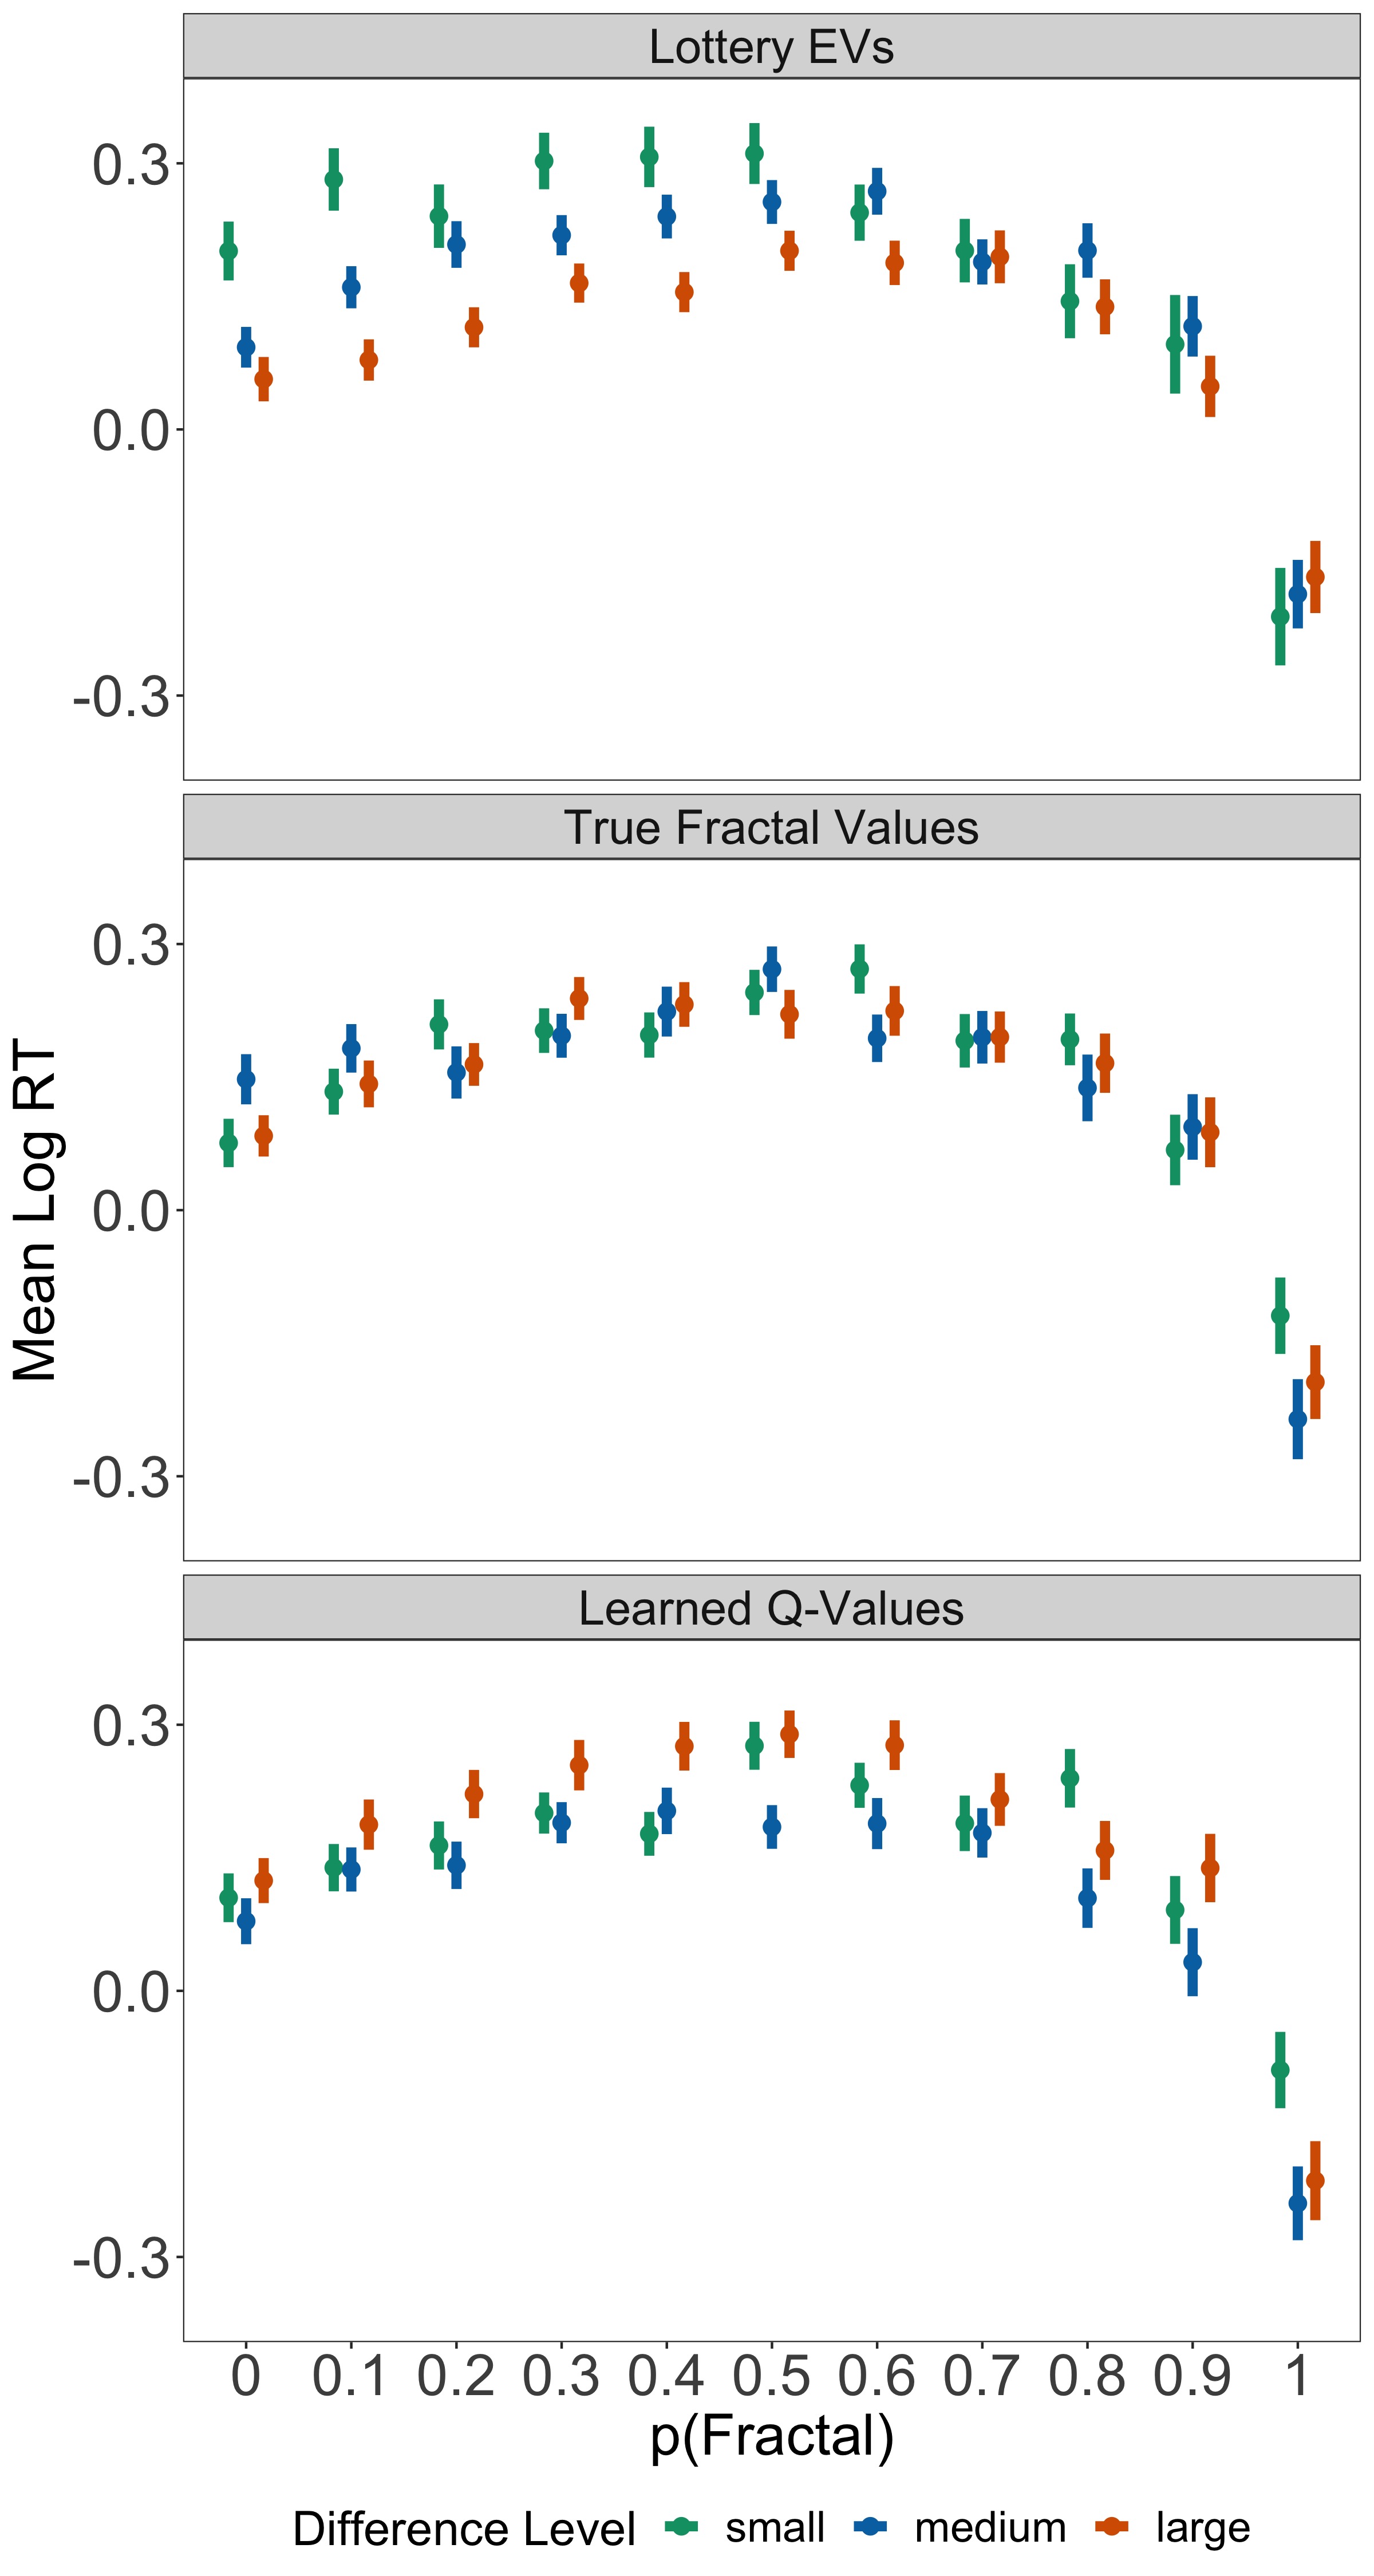 Lottery EVs
0.3
0.0
-0.3
True Fractal Values
0.3
0.0
-0.3
Mean Log RT
Learned Q-Values
0.3
0.0
-0.3
0 0.1 0.2 0.3 0.4 0.5 0.6 0.7 0.8 0.9 1
p(Fractal)
Difference Level small medium large